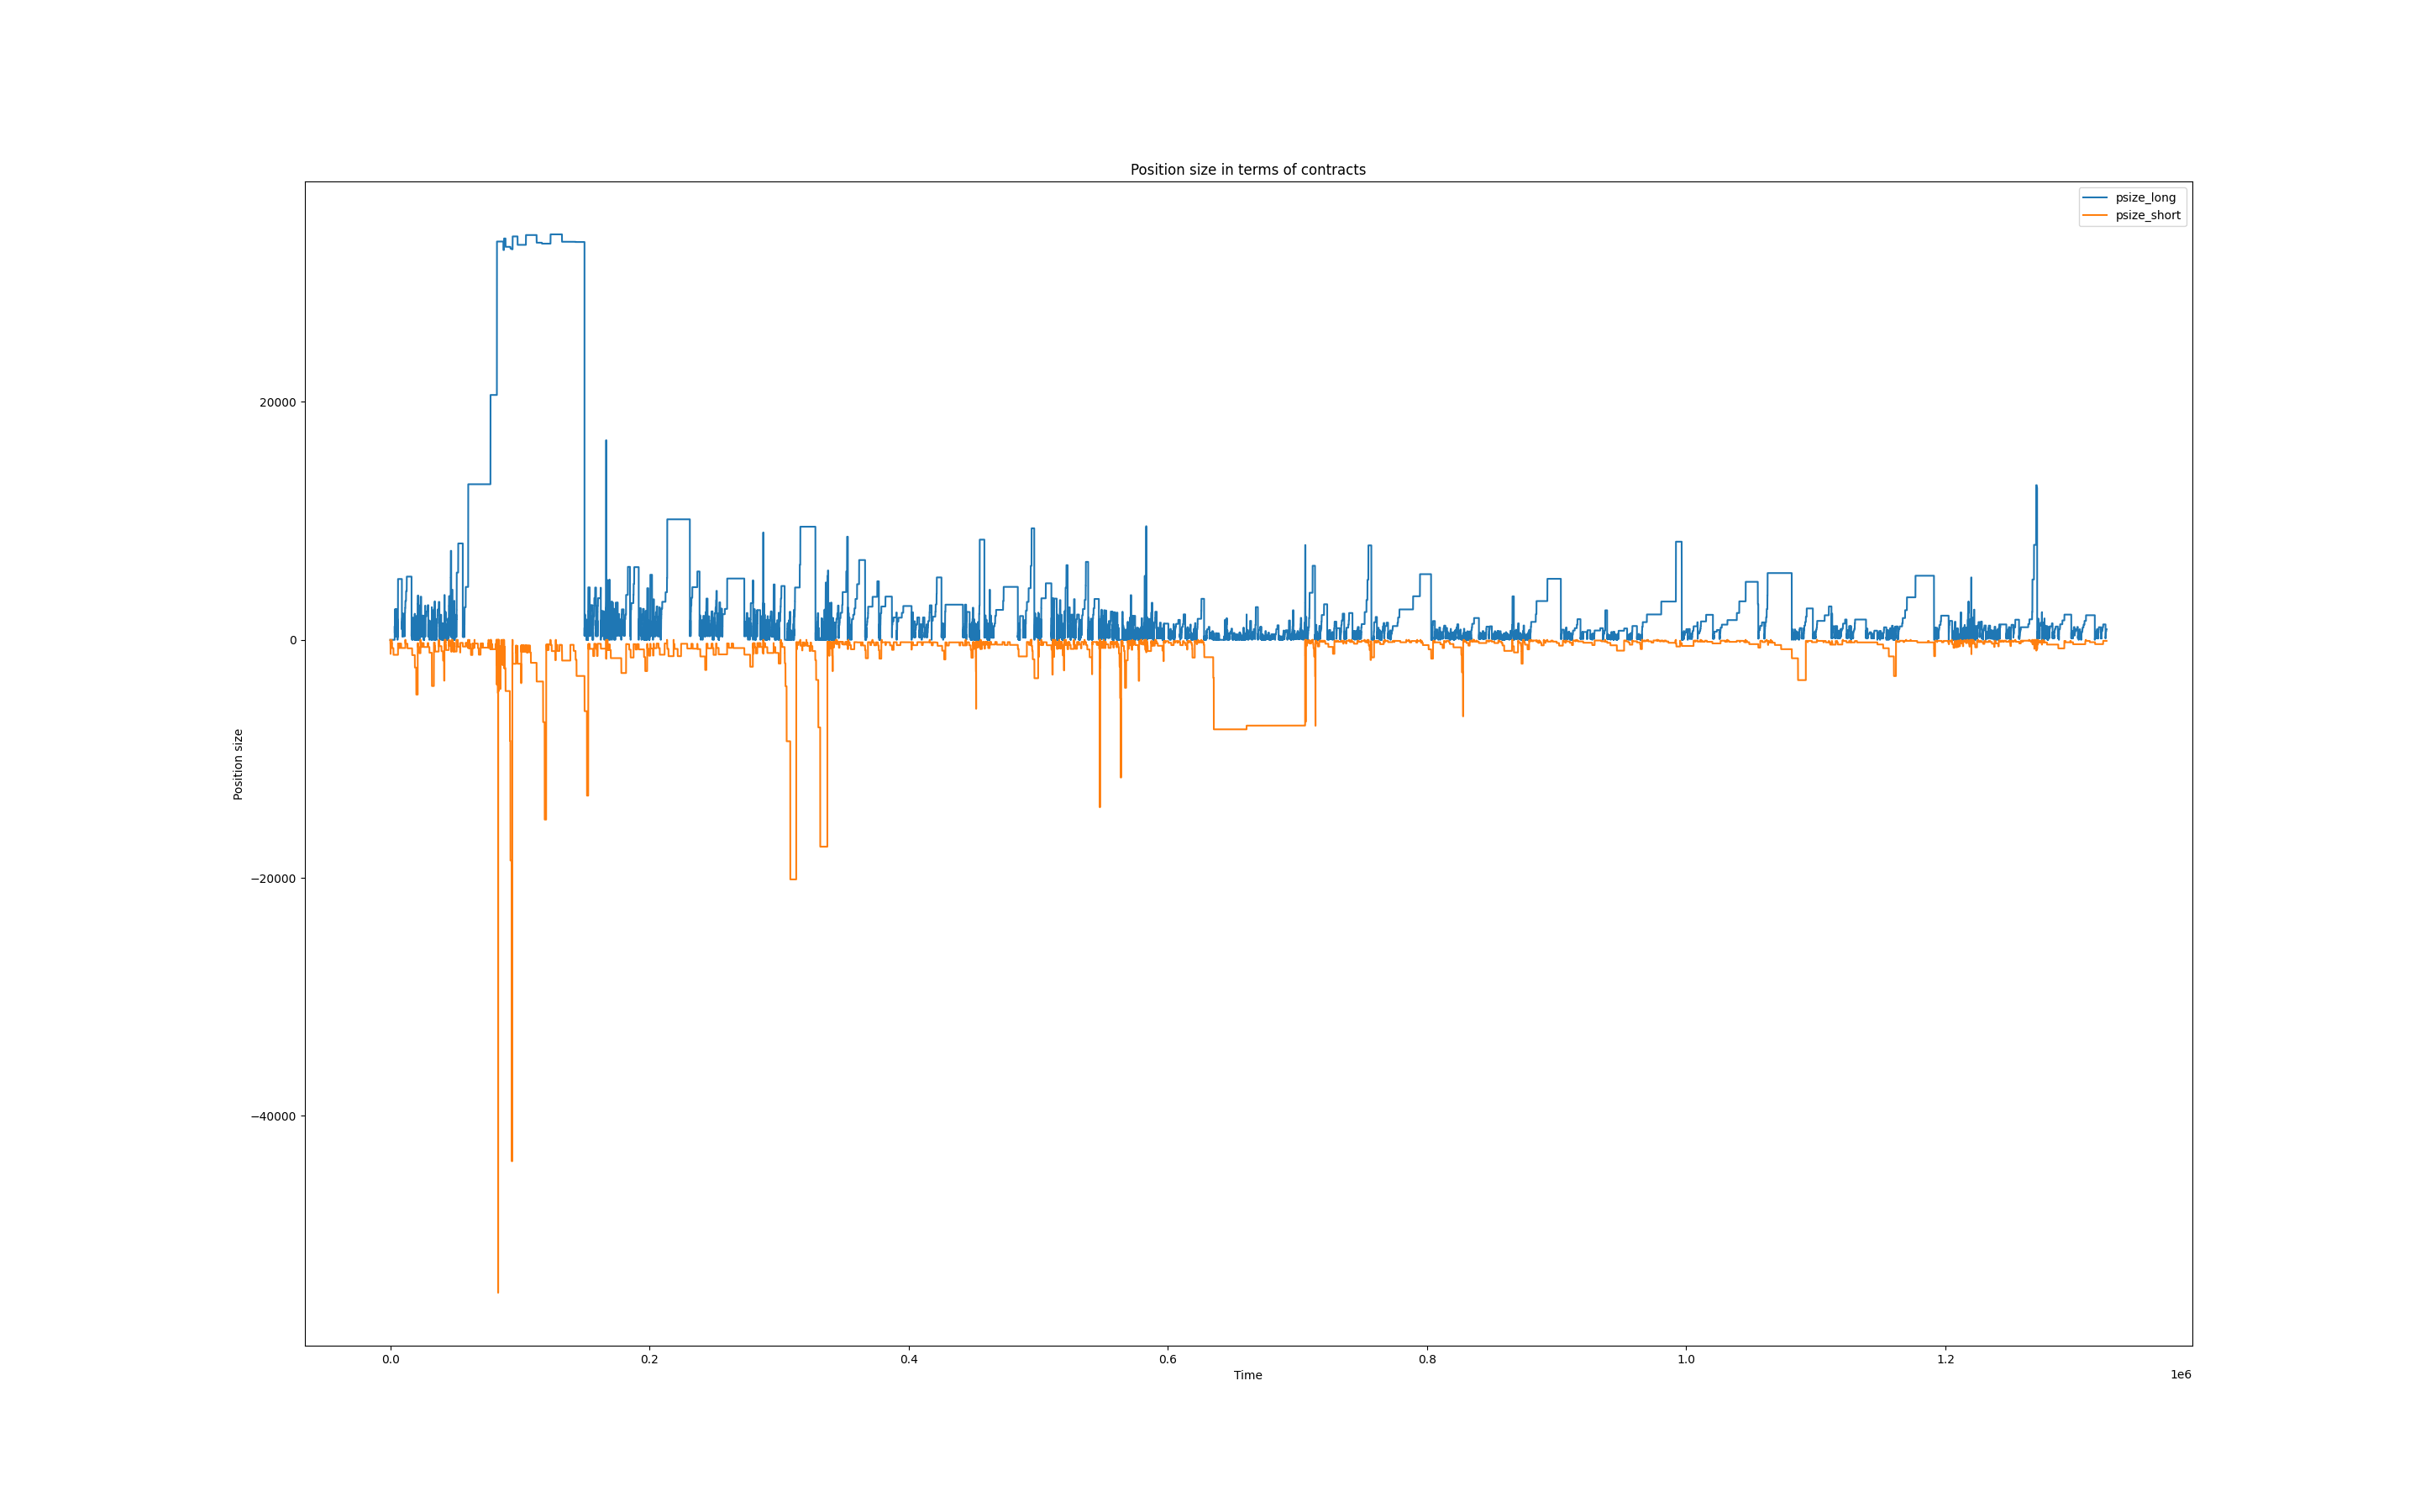 Position size in terms of contracts
psize_long
psize_short
20000
0
−20000
−40000
Position size
0.0 0.2 0.4 0.6 0.8 1.0 1.2
Time
1e6